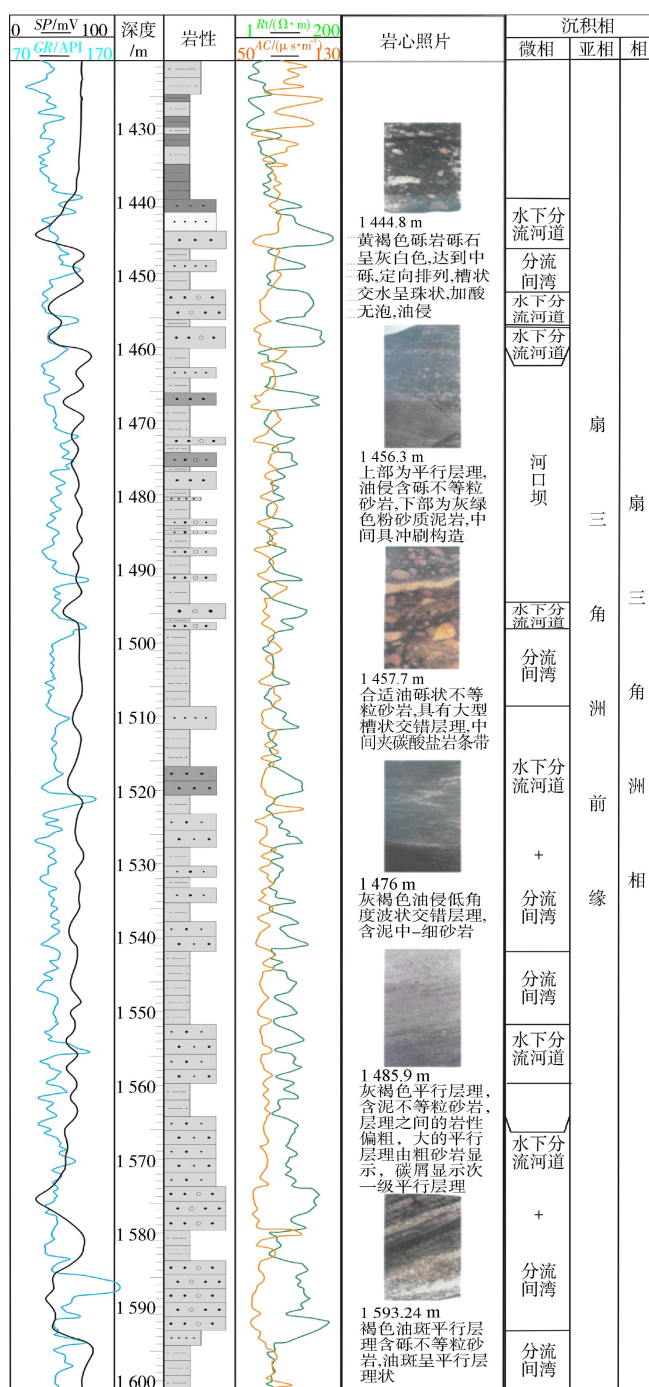 0 SP/mV 100
70 GR/API 170
深度
/m
岩性
1 Rt/(Ω·m) 200
50 AC/(μs·m⁻¹) 130
岩心照片
沉积相
微相 亚相 相
1 430
1 440
1 450
1 460
1 470
1 480
1 490
1 500
1 510
1 520
1 530
1 540
1 550
1 560
1 570
1 580
1 590
1 600
1 444.8 m
黄褐色砾岩砾石
呈灰白色,达到中
砾,定向排列,槽状
交水呈珠状,加酸
无泡,油侵
1 456.3 m
上部为平行层理,
油侵含砾不等粒
砂岩,下部为灰绿
色粉砂质泥岩,中
间具冲刷构造
1 457.7 m
合适油砾状不等
粒砂岩,具有大型
槽状交错层理,中
间夹碳酸盐岩条带
1 476 m
灰褐色油侵低角
度波状交错层理,
含泥中-细砂岩
1 485.9 m
灰褐色平行层理,
含泥不等粒砂岩,
层理之间的岩性
偏粗，大的平行
层理由粗砂岩显
示，碳屑显示次
一级平行层理
1 593.24 m
褐色油斑平行层
理含砾不等粒砂
岩,油斑呈平行层
理状
水下分
流河道
分流
间湾
水下分
流河道
水下分
流河道
河
口
坝
水下分
流河道
分流
间湾
水下分
流河道
+
分流
间湾
分流
间湾
水下分
流河道
水下分
流河道
+
分流
间湾
分流
间湾
扇
三
角
洲
前
缘
扇
三
角
洲
相